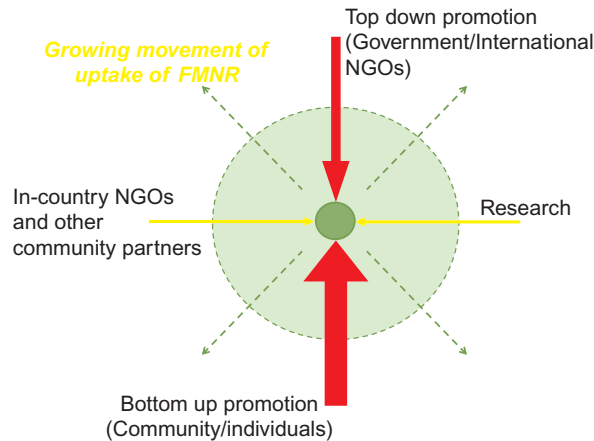 Top down promotion
(Government/International
NGOs)
Growing movement of
uptake of FMNR
In-country NGOs
and other
community partners
Research
Bottom up promotion
(Community/individuals)